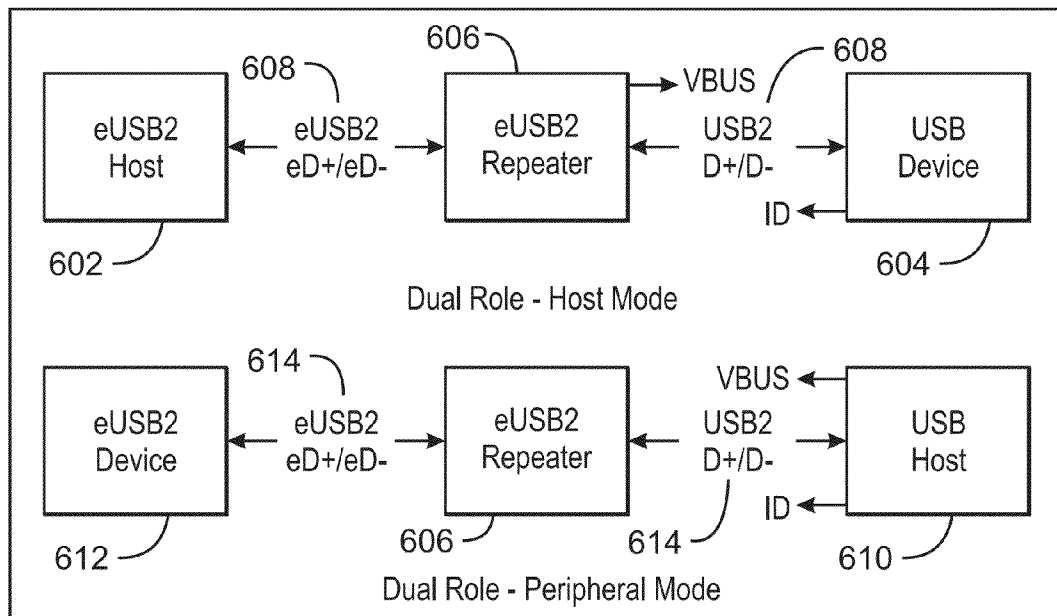 606
608
608
VBUS
eUSB2
Host
eUSB2
eD+/eD-
eUSB2
Repeater
USB2
D+/D-
USB
Device
ID
602
604
Dual Role - Host Mode
614
VBUS
eUSB2
Device
eUSB2
eD+/eD-
eUSB2
Repeater
USB2
D+/D-
USB
Host
ID
612
606
614
610
Dual Role - Peripheral Mode